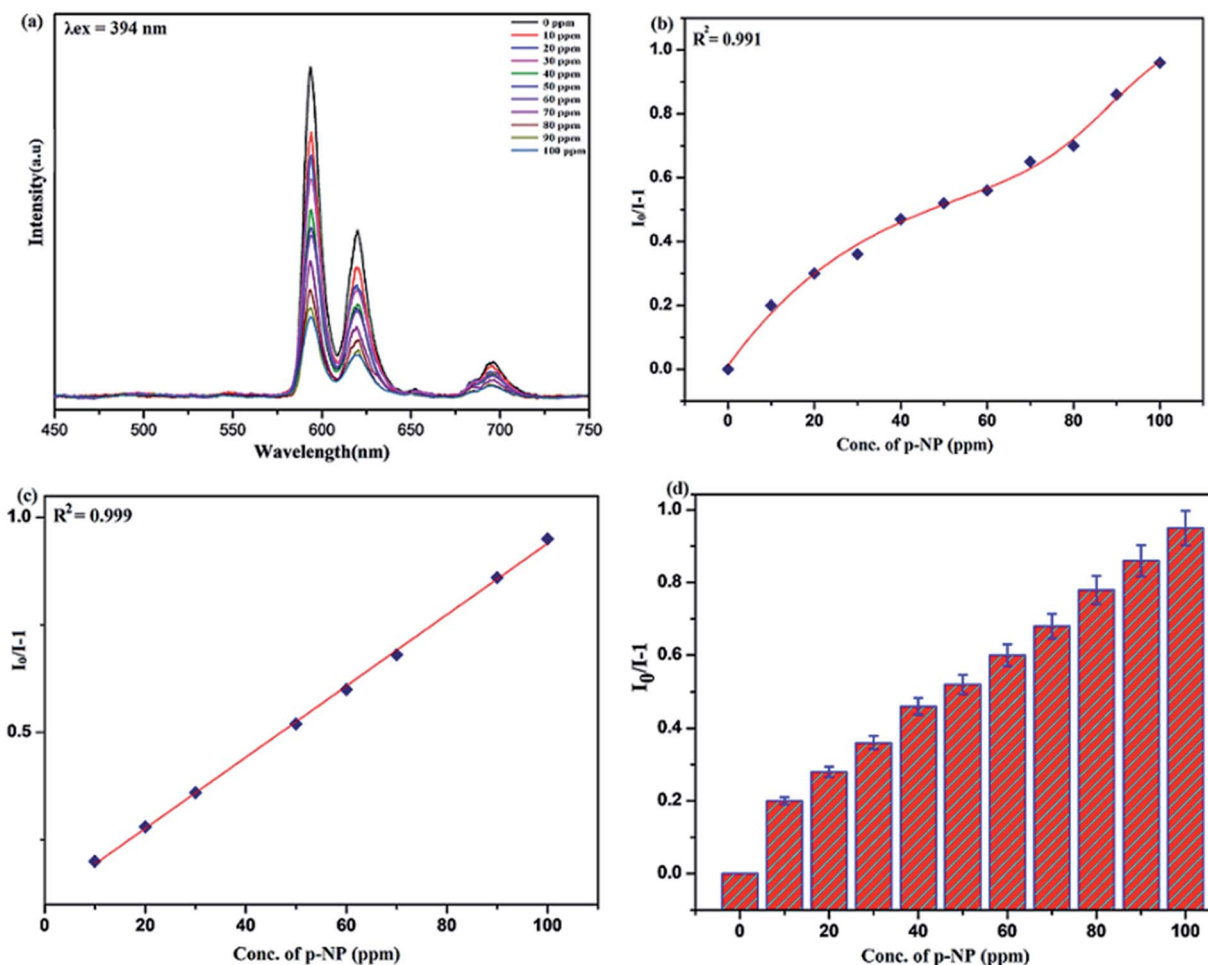 (a)
λex = 394 nm
0 ppm
10 ppm
20 ppm
30 ppm
40 ppm
50 ppm
60 ppm
70 ppm
80 ppm
90 ppm
100 ppm
Intensity(a.u)
450 500 550 600 650 700 750
Wavelength(nm)
(b)
R²= 0.991
1.0
0.8
0.6
0.4
0.2
0.0
I₀/I-1
0 20 40 60 80 100
Conc. of p-NP (ppm)
(c)
R² = 0.999
1.0
0.5
I₀/I-1
0 20 40 60 80 100
Conc. of p-NP (ppm)
(d)
1.0
0.8
0.6
0.4
0.2
0.0
I₀/I-1
0 20 40 60 80 100
Conc. of p-NP (ppm)